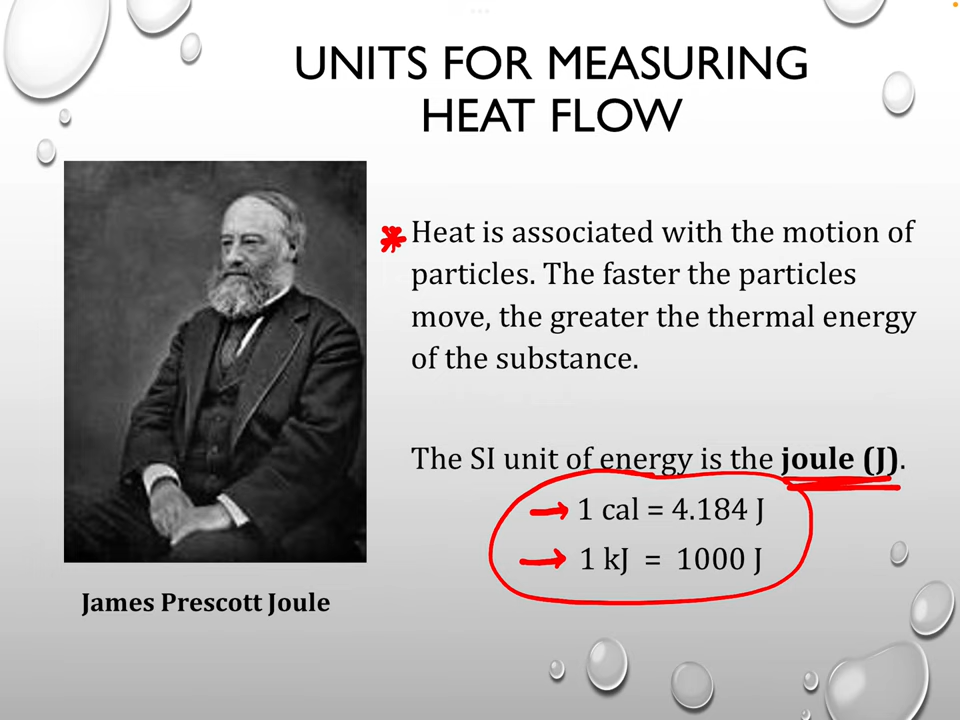 UNITS FOR MEASURING
HEAT FLOW
Heat is associated with the motion of
particles. The faster the particles
move, the greater the thermal energy
of the substance.
The SI unit of energy is the joule (J).
1 cal = 4.184 J
1 kJ = 1000 J
James Prescott Joule